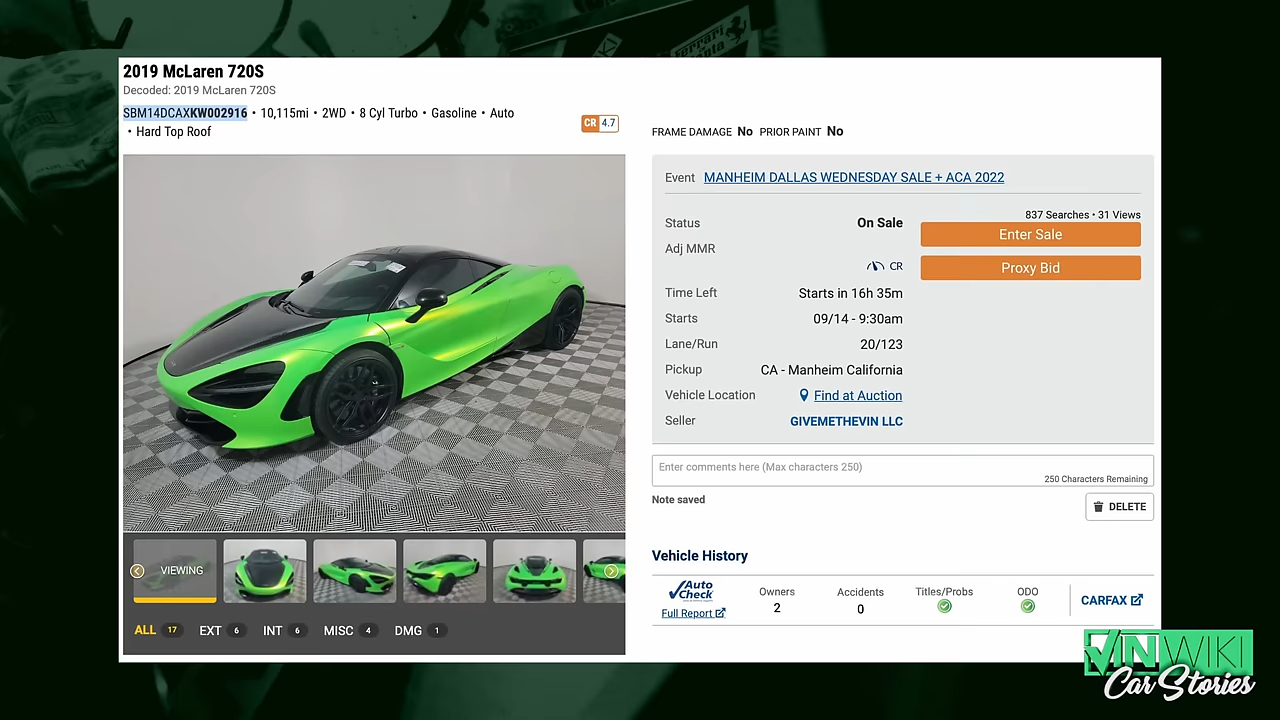 2019 McLaren 720S
Decoded: 2019 McLaren 720S
SBM14DCAXKW002916 • 10,115mi • 2WD • 8 Cyl Turbo • Gasoline • Auto
• Hard Top Roof
CR 4.7
FRAME DAMAGE No PRIOR PAINT No
Event MANHEIM DALLAS WEDNESDAY SALE + ACA 2022
837 Searches • 31 Views
Status On Sale
Enter Sale
Adj MMR
CR
Proxy Bid
Time Left Starts in 16h 35m
Starts 09/14 - 9:30am
Lane/Run 20/123
Pickup CA - Manheim California
Vehicle Location Find at Auction
Seller GIVEMETHEVIN LLC
Enter comments here (Max characters 250)
250 Characters Remaining
Note saved
DELETE
Vehicle History
AutoCheck
Full Report
Owners
2
Accidents
0
Titles/Probs
ODO
CARFAX
VIEWING
ALL 17 EXT 6 INT 6 MISC 4 DMG 1
VINWIKI
Car Stories
Ferrari